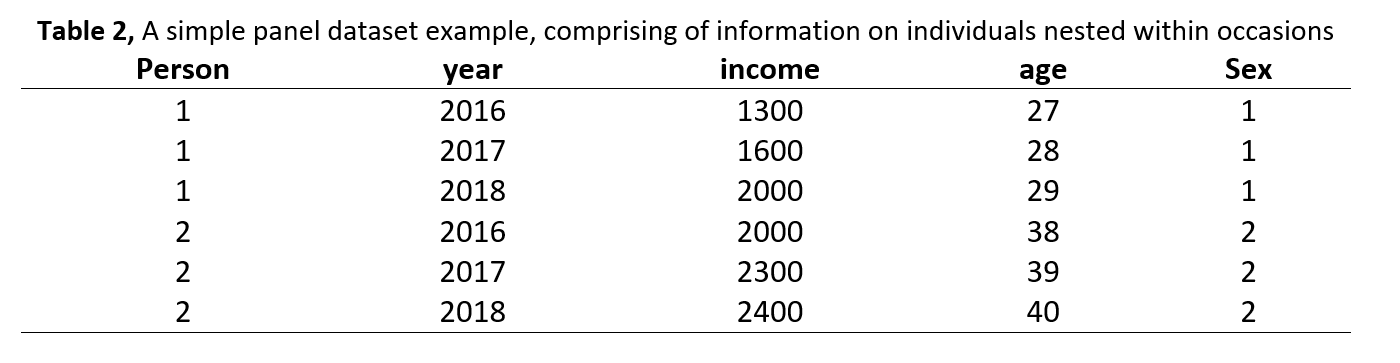 Table 2, A simple panel dataset example, comprising of information on individuals nested within occasions
Person year income age Sex
1 2016 1300 27 1
1 2017 1600 28 1
1 2018 2000 29 1
2 2016 2000 38 2
2 2017 2300 39 2
2 2018 2400 40 2